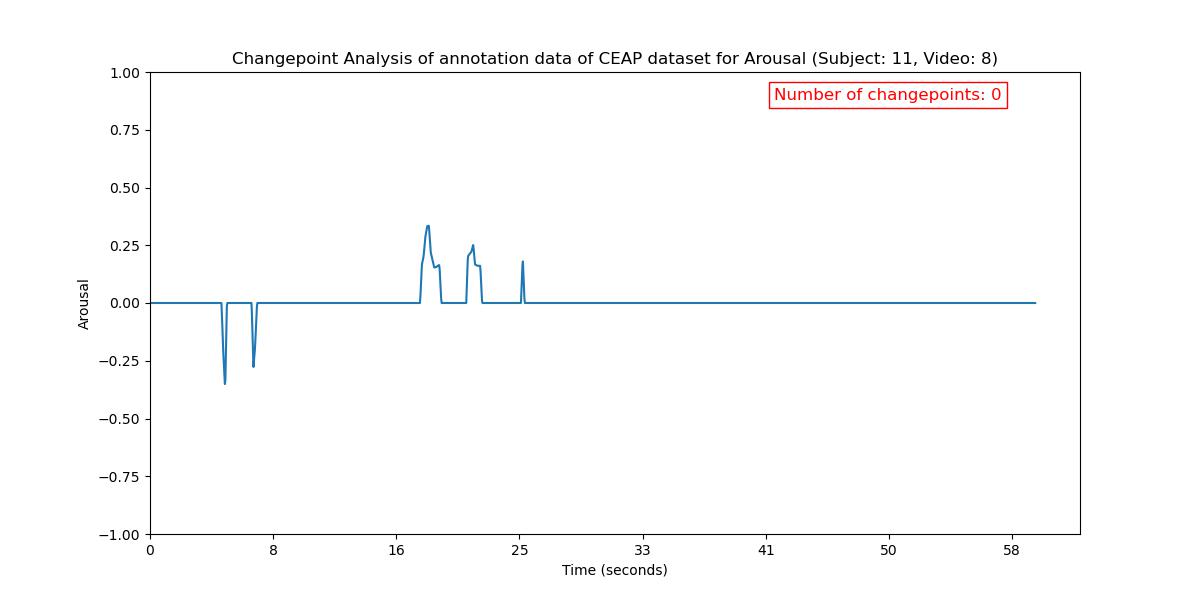 Changepoint Analysis of annotation data of CEAP dataset for Arousal (Subject: 11, Video: 8)
Number of changepoints: 0
1.00
0.75
0.50
0.25
0.00
−0.25
−0.50
−0.75
−1.00
Arousal
0 8 16 25 33 41 50 58
Time (seconds)